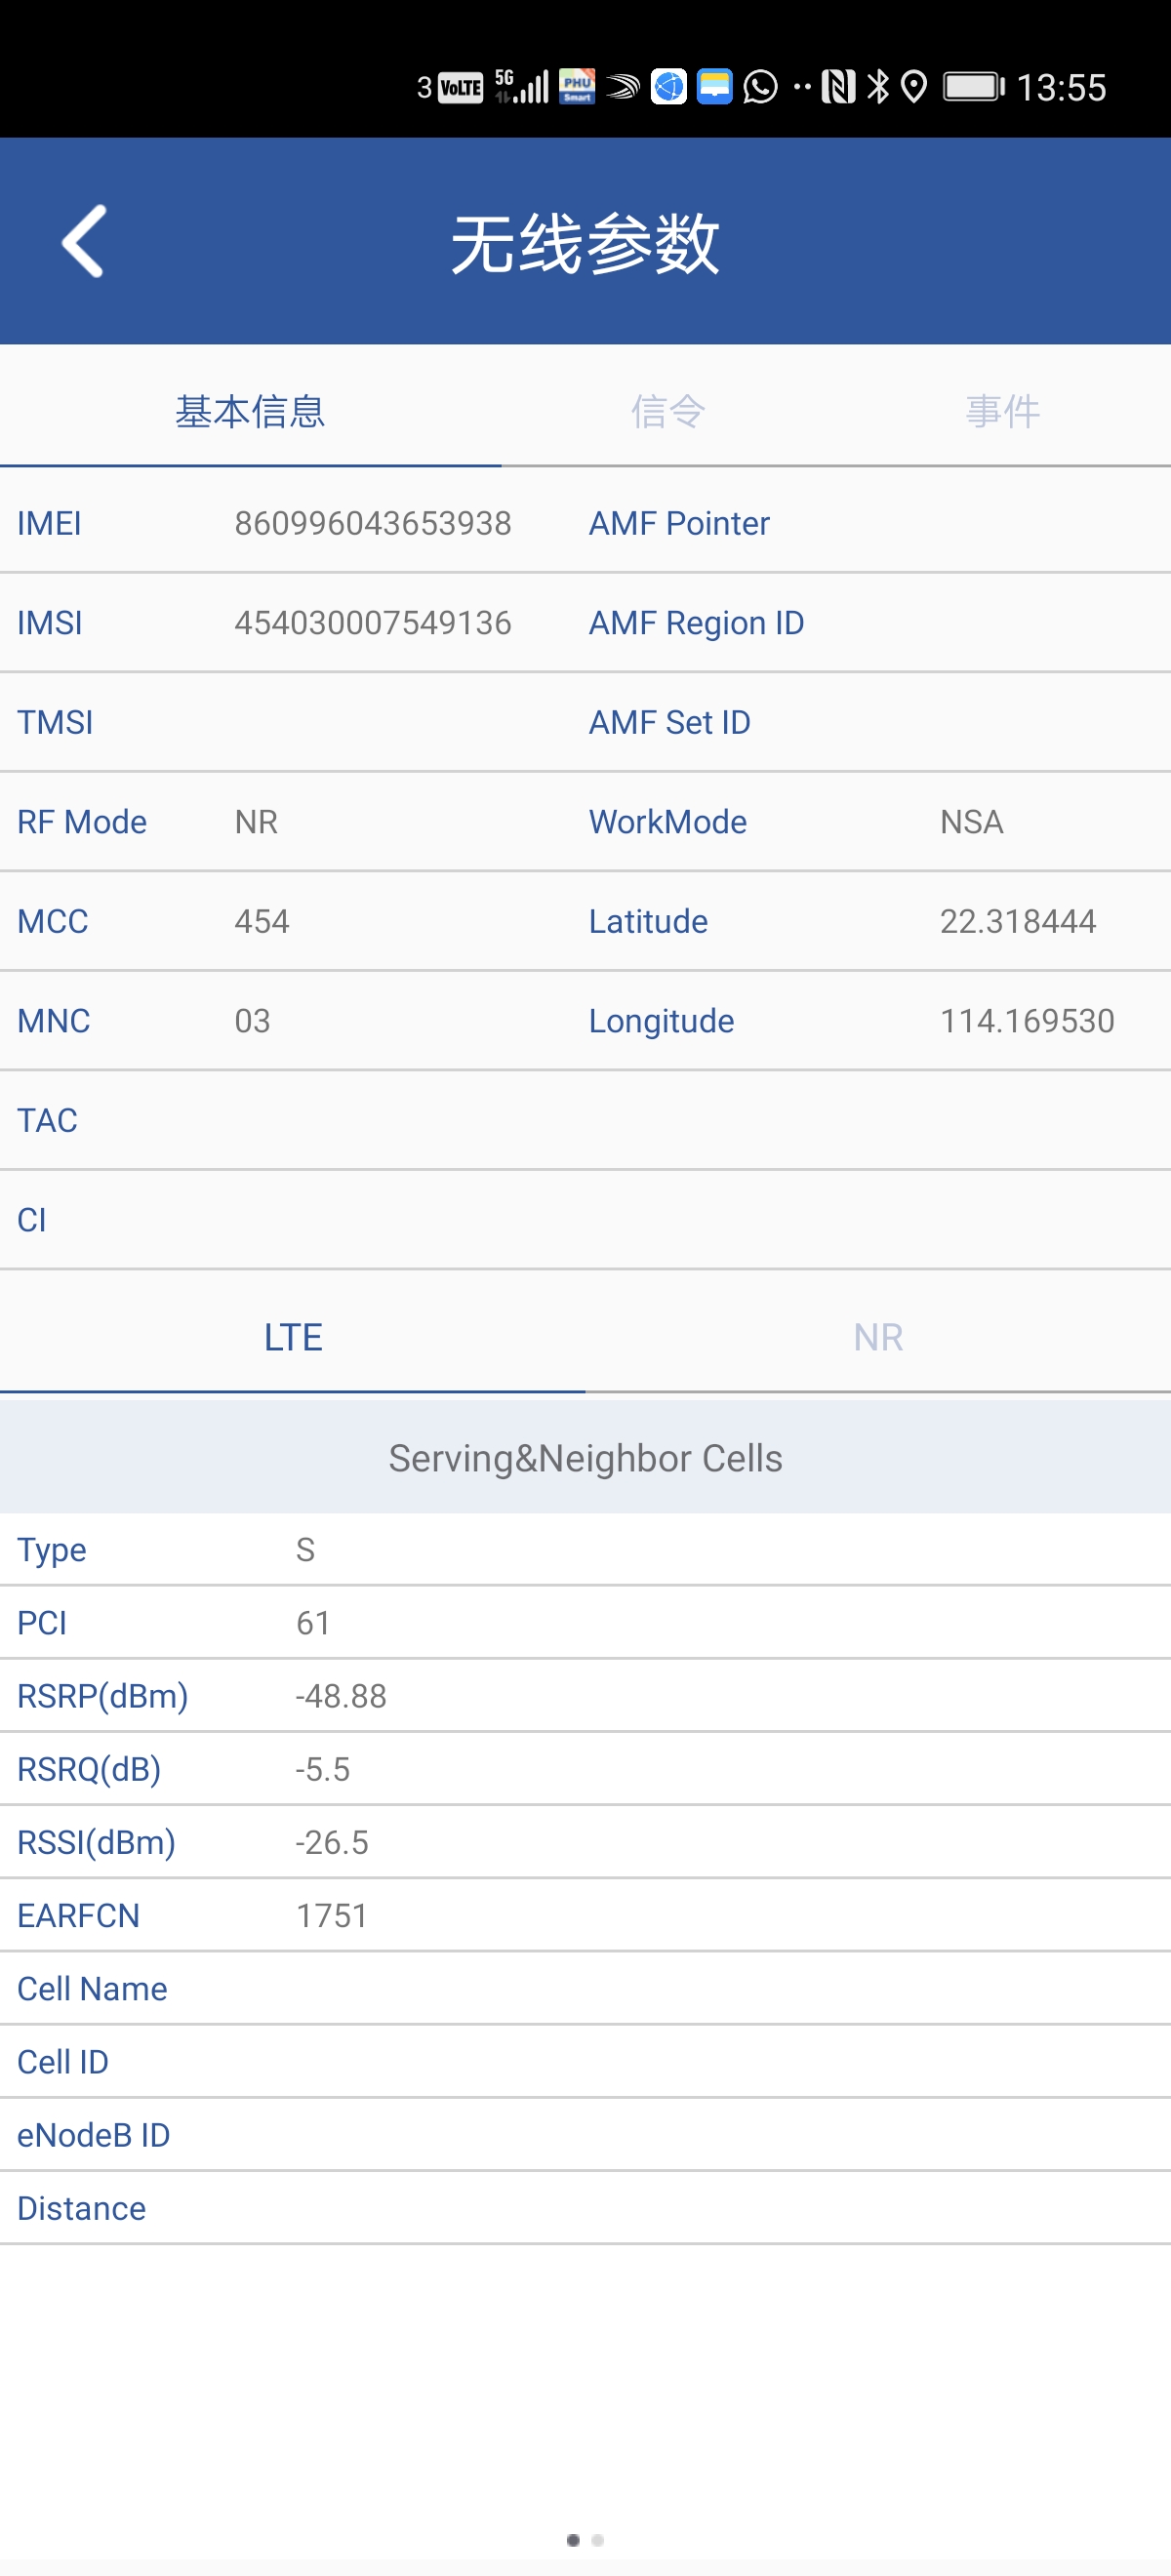 3 VoLTE 5G PHU Smart 13:55
无线参数
基本信息 信令 事件
IMEI 860996043653938 AMF Pointer
IMSI 454030007549136 AMF Region ID
TMSI AMF Set ID
RF Mode NR WorkMode NSA
MCC 454 Latitude 22.318444
MNC 03 Longitude 114.169530
TAC
CI
LTE NR
Serving&Neighbor Cells
Type S
PCI 61
RSRP(dBm) -48.88
RSRQ(dB) -5.5
RSSI(dBm) -26.5
EARFCN 1751
Cell Name
Cell ID
eNodeB ID
Distance